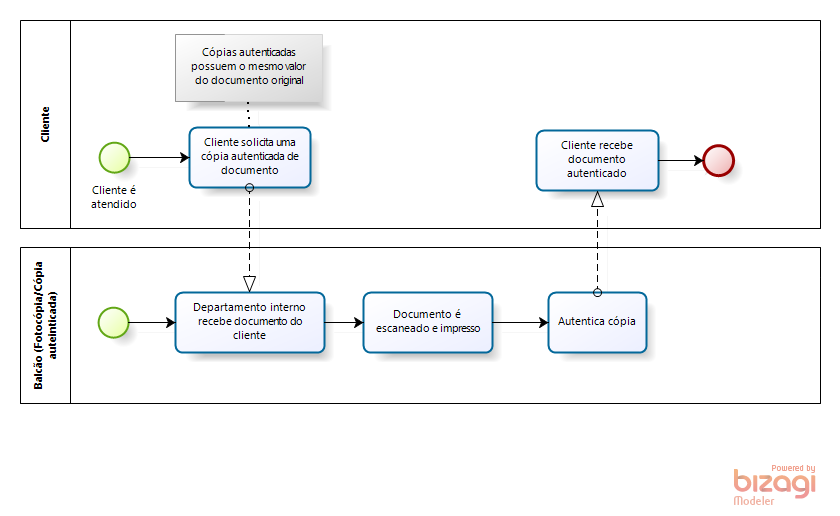 Cliente
Cópias autenticadas
possuem o mesmo valor
do documento original
Cliente é
atendido
Cliente solicita uma
cópia autenticada de
documento
Cliente recebe
documento
autenticado
Balcão (Fotocópia/Cópia
auteinticada)
Departamento interno
recebe documento do
cliente
Documento é
escaneado e impresso
Autentica cópia
Powered by
bizagi
Modeler